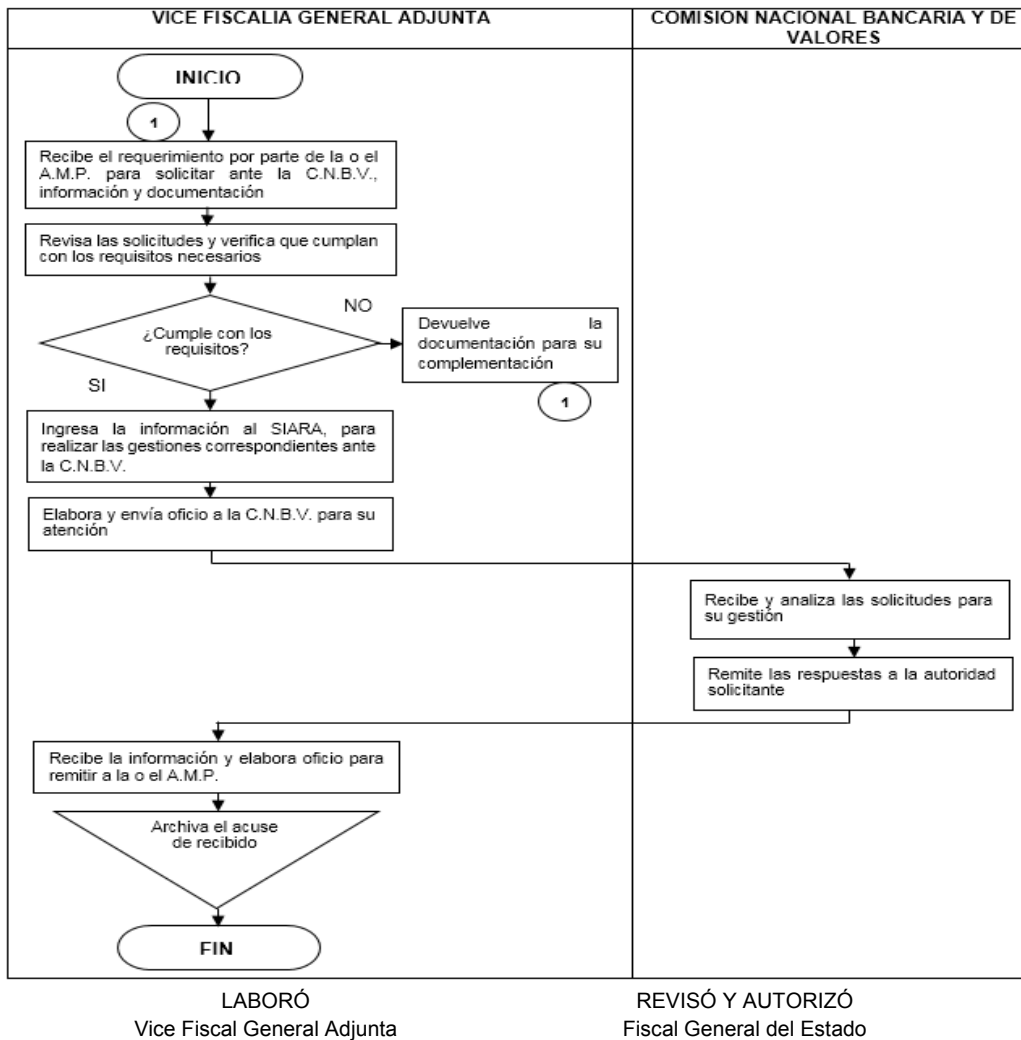 VICE FISCALIA GENERAL ADJUNTA
COMISION NACIONAL BANCARIA Y DE
VALORES
INICIO
1
Recibe el requerimiento por parte de la o el
A.M.P. para solicitar ante la C.N.B.V.,
información y documentación
Revisa las solicitudes y verifica que cumplan
con los requisitos necesarios
¿Cumple con los
requisitos?
NO
Devuelve la
documentación para su
complementación
1
SI
Ingresa la información al SIARA, para
realizar las gestiones correspondientes ante
la C.N.B.V.
Elabora y envía oficio a la C.N.B.V. para su
atención
Recibe y analiza las solicitudes para
su gestión
Remite las respuestas a la autoridad
solicitante
Recibe la información y elabora oficio para
remitir a la o el A.M.P.
Archiva el acuse
de recibido
FIN
LABORÓ
Vice Fiscal General Adjunta
REVISÓ Y AUTORIZÓ
Fiscal General del Estado